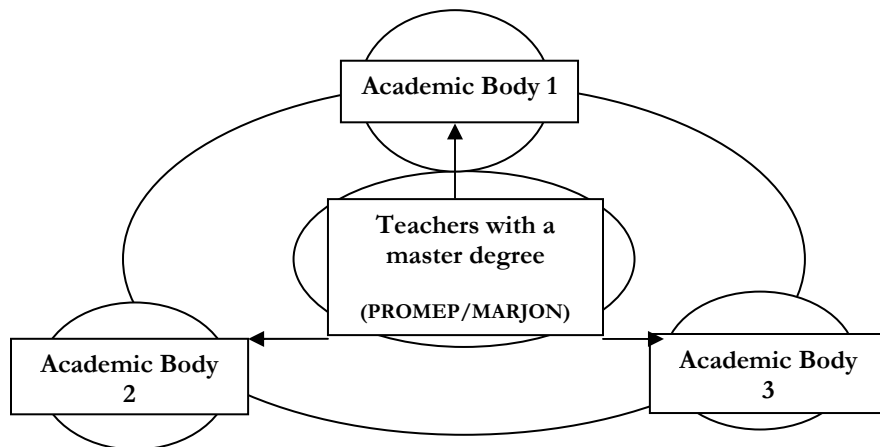 Academic Body 1
Teachers with a
master degree
(PROMEP/MARJON)
Academic Body
2
Academic Body
3